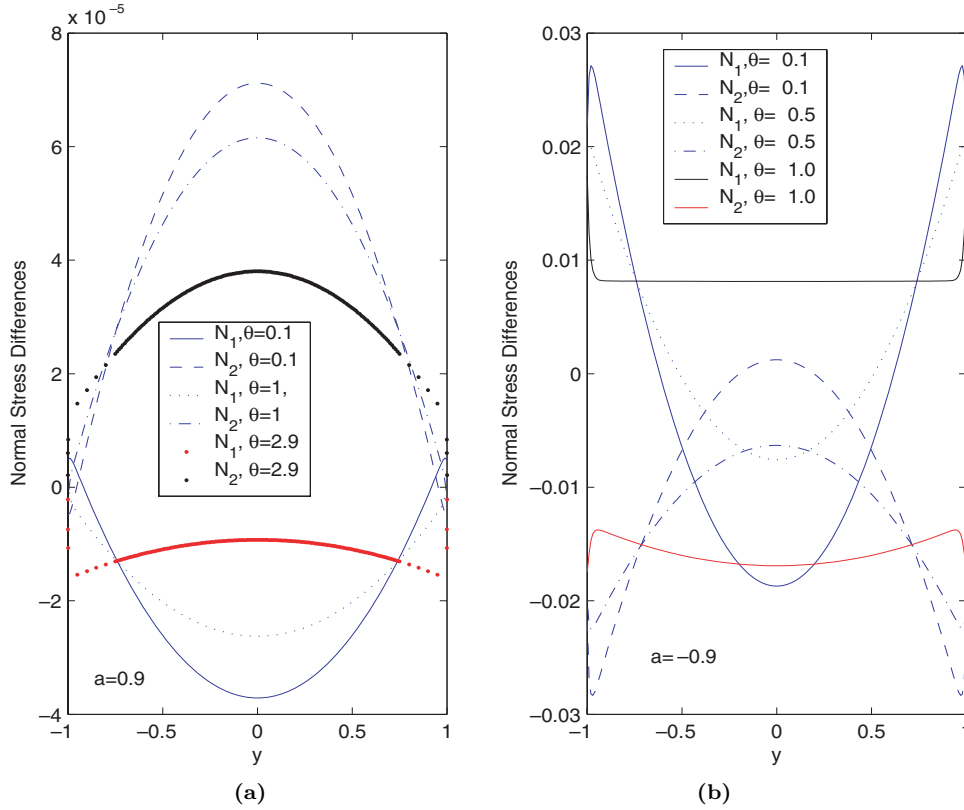 x 10⁻⁵
8
6
4
2
0
−2
−4
Normal Stress Differences
N₁,θ=0.1
N₂, θ=0.1
N₁, θ=1,
N₂, θ=1
N₁, θ=2.9
N₂, θ=2.9
a=0.9
−1 −0.5 0 0.5 1
y
(a)
0.03
0.02
0.01
0
−0.01
−0.02
−0.03
Normal Stress Differences
N₁,θ= 0.1
N₂,θ= 0.1
N₁, θ= 0.5
N₂, θ= 0.5
N₁, θ= 1.0
N₂, θ= 1.0
a=−0.9
−1 −0.5 0 0.5 1
y
(b)